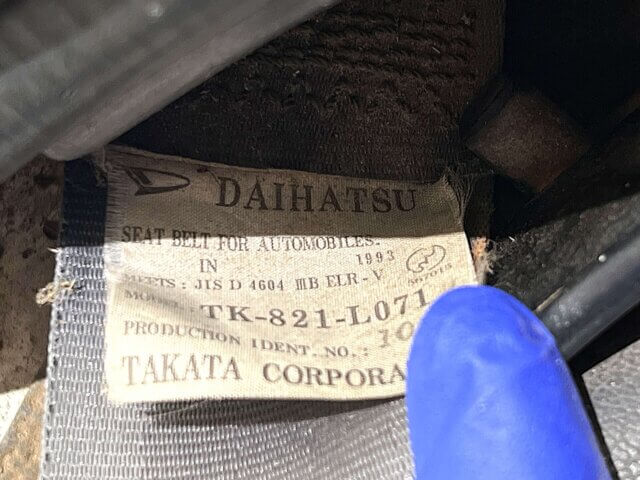 DAIHATSU
SEAT BELT FOR AUTOMOBILES.
IN 1993
MEETS : JIS D 4604 ⅢB ELR-V
MODEL: TK-821-L071
PRODUCTION IDENT. NO.: 10
TAKATA CORPORA